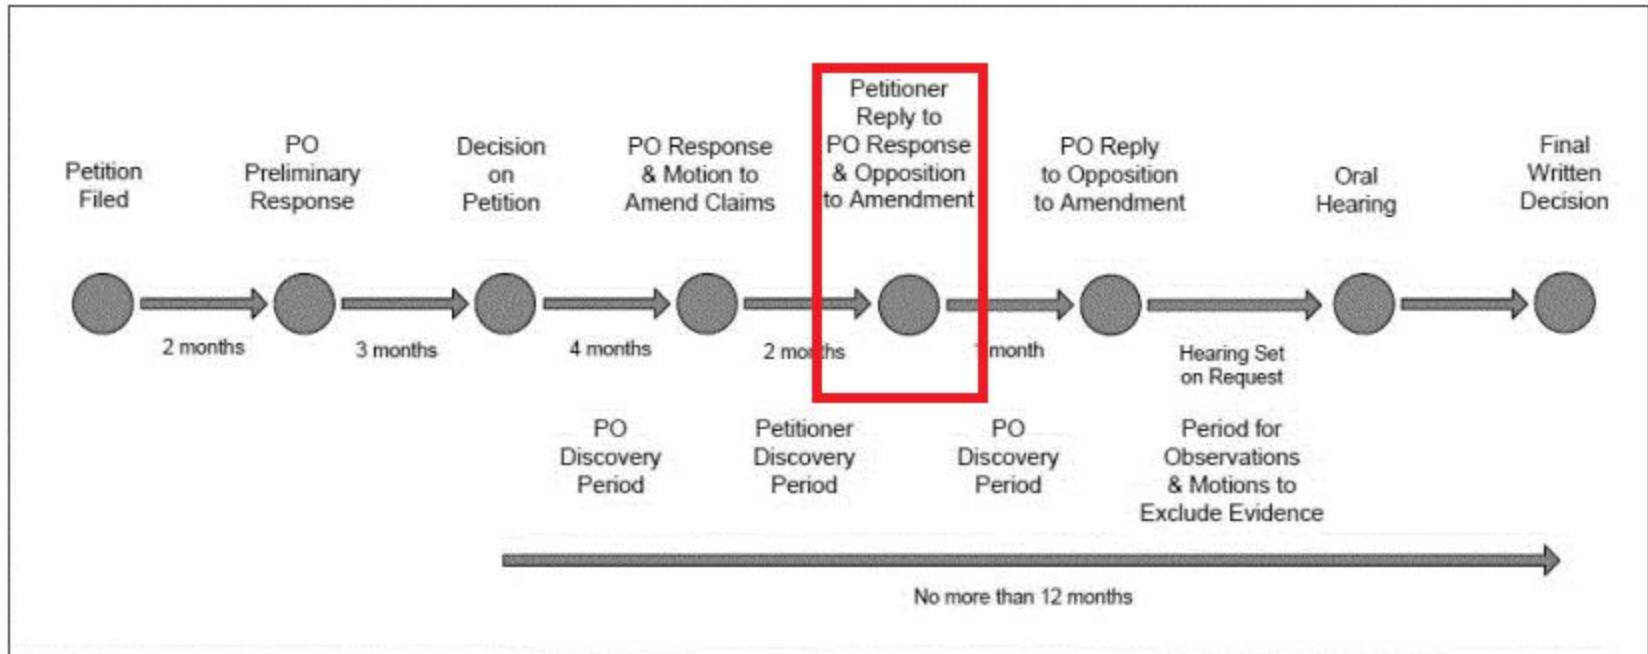 Petition
Filed
PO
Preliminary
Response
Decision
on
Petition
PO Response
& Motion to
Amend Claims
Petitioner
Reply to
PO Response
& Opposition
to Amendment
PO Reply
to Opposition
to Amendment
Oral
Hearing
Final
Written
Decision
2 months
3 months
4 months
2 months
month
Hearing Set
on Request
PO
Discovery
Period
Petitioner
Discovery
Period
PO
Discovery
Period
Period for
Observations
& Motions to
Exclude Evidence
No more than 12 months